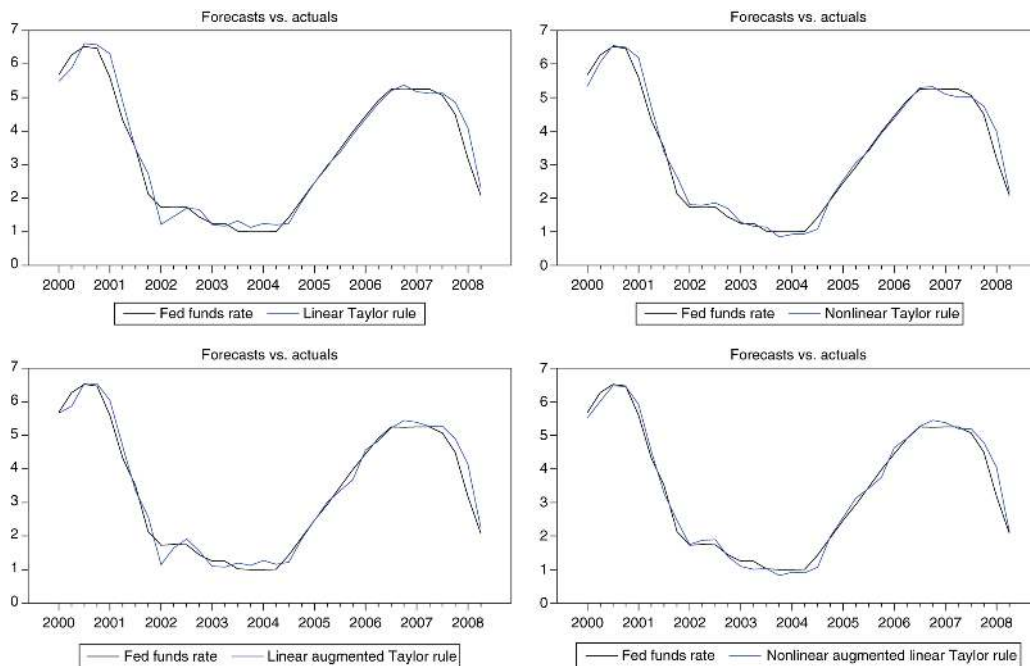 Forecasts vs. actuals
7
6
5
4
3
2
1
0
2000 2001 2002 2003 2004 2005 2006 2007 2008
Fed funds rate Linear Taylor rule
Forecasts vs. actuals
7
6
5
4
3
2
1
0
2000 2001 2002 2003 2004 2005 2006 2007 2008
Fed funds rate Nonlinear Taylor rule
Forecasts vs. actuals
7
6
5
4
3
2
1
0
2000 2001 2002 2003 2004 2005 2006 2007 2008
Fed funds rate Linear augmented Taylor rule
Forecasts vs. actuals
7
6
5
4
3
2
1
0
2000 2001 2002 2003 2004 2005 2006 2007 2008
Fed funds rate Nonlinear augmented linear Taylor rule